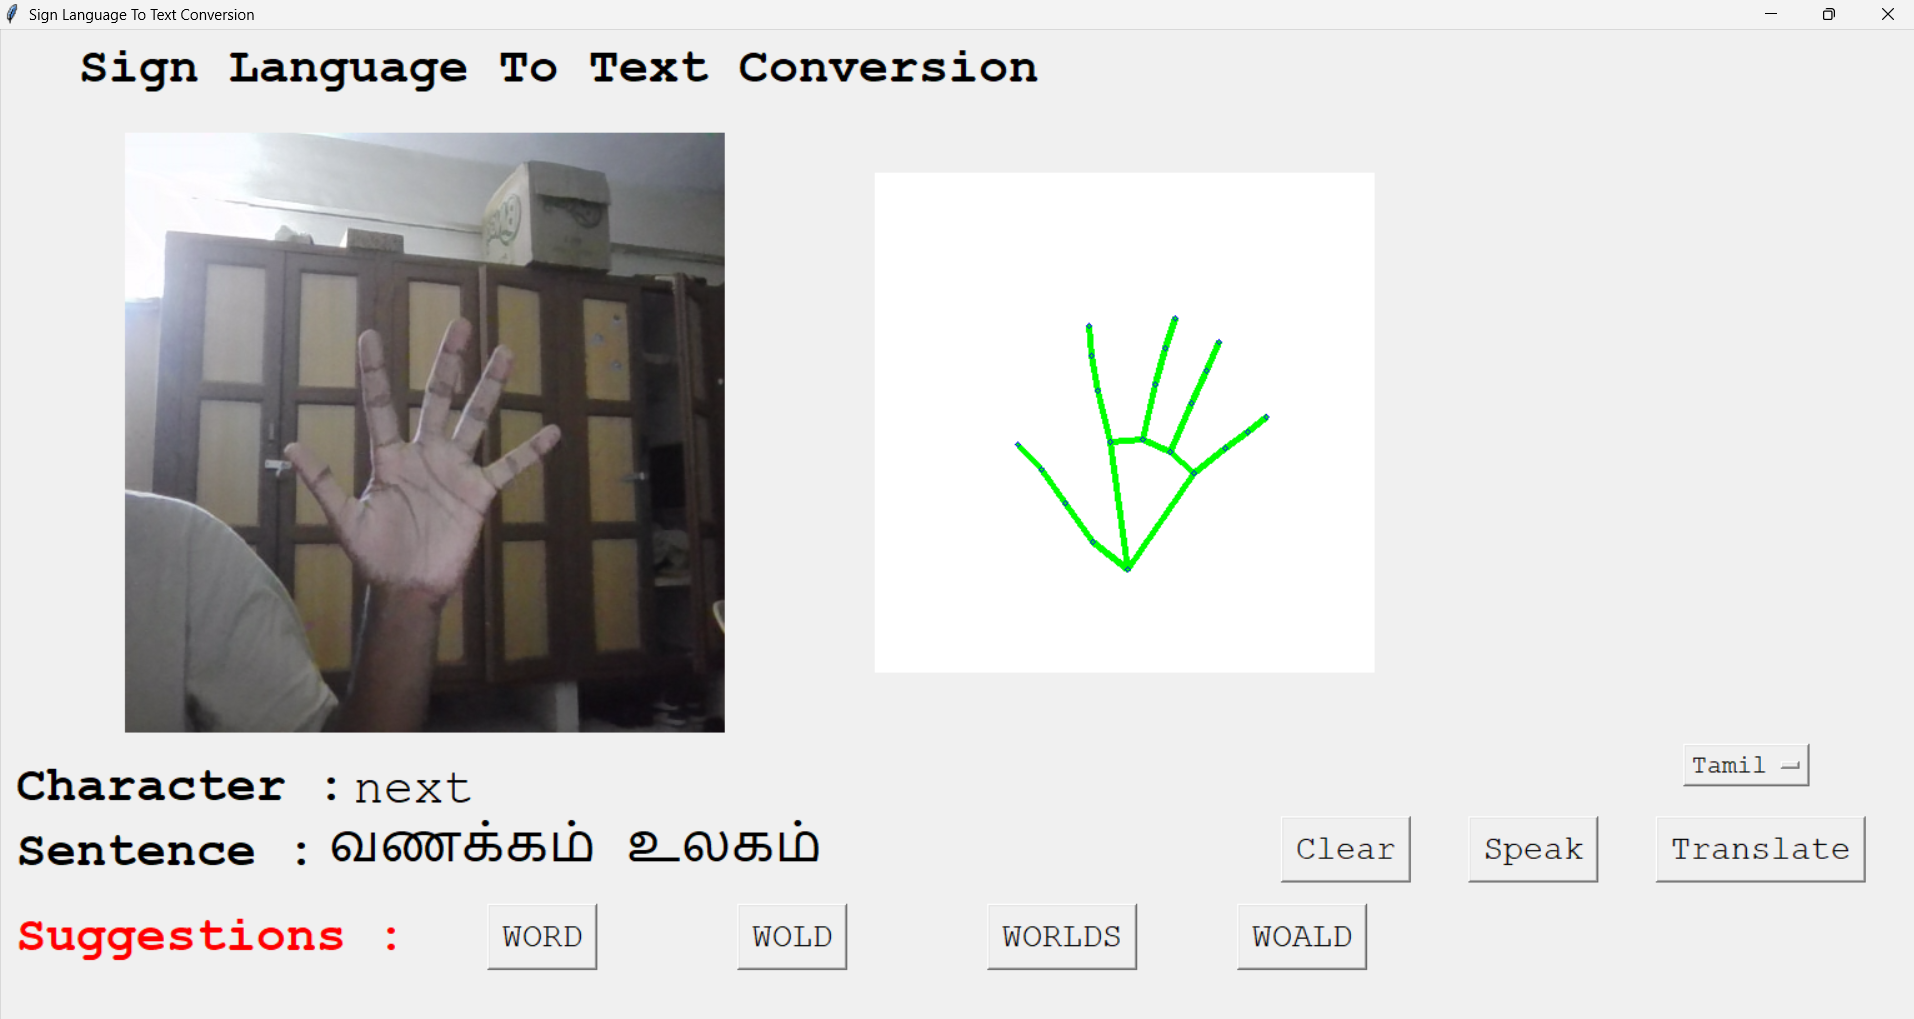 Sign Language To Text Conversion
Sign Language To Text Conversion
Character : next
Tamil
Sentence : வணக்கம் உலகம்
Clear Speak Translate
Suggestions : WORD WOLD WORLDS WOALD